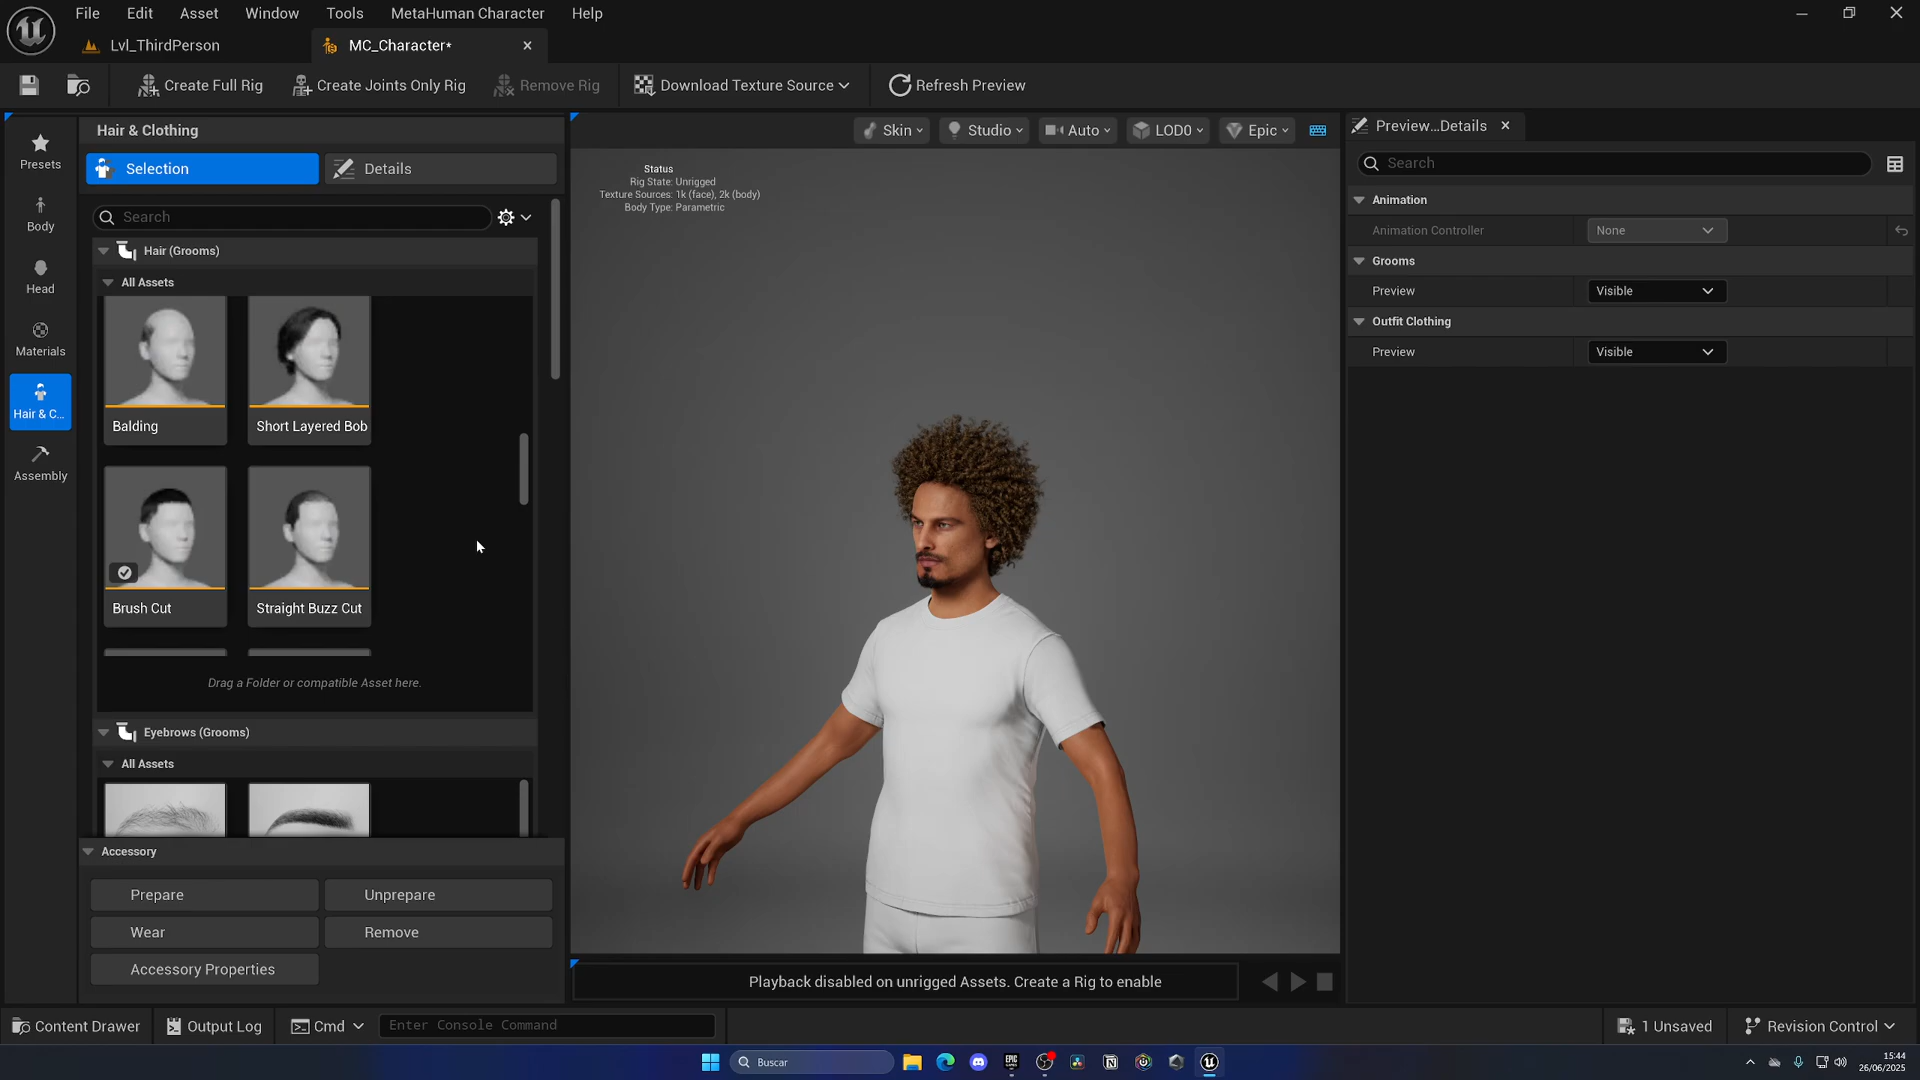 File Edit Asset Window Tools MetaHuman Character Help
Lvl_ThirdPerson MC_Character*
Create Full Rig Create Joints Only Rig Remove Rig Download Texture Source Refresh Preview
Presets
Body
Head
Materials
Hair & C...
Assembly
Hair & Clothing
Selection Details
Search
Hair (Grooms)
All Assets
Balding Short Layered Bob
Brush Cut Straight Buzz Cut
Drag a Folder or compatible Asset here.
Eyebrows (Grooms)
All Assets
Accessory
Prepare Unprepare
Wear Remove
Accessory Properties
Skin Studio Auto LOD0 Epic
Status
Rig State: Unrigged
Texture Sources: 1k (face), 2k (body)
Body Type: Parametric
Playback disabled on unrigged Assets. Create a Rig to enable
Preview...Details
Search
Animation
Animation Controller None
Grooms
Preview Visible
Outfit Clothing
Preview Visible
Content Drawer Output Log Cmd Enter Console Command 1 Unsaved Revision Control
Buscar
EPIC
GAMES
15:44
26/06/2025